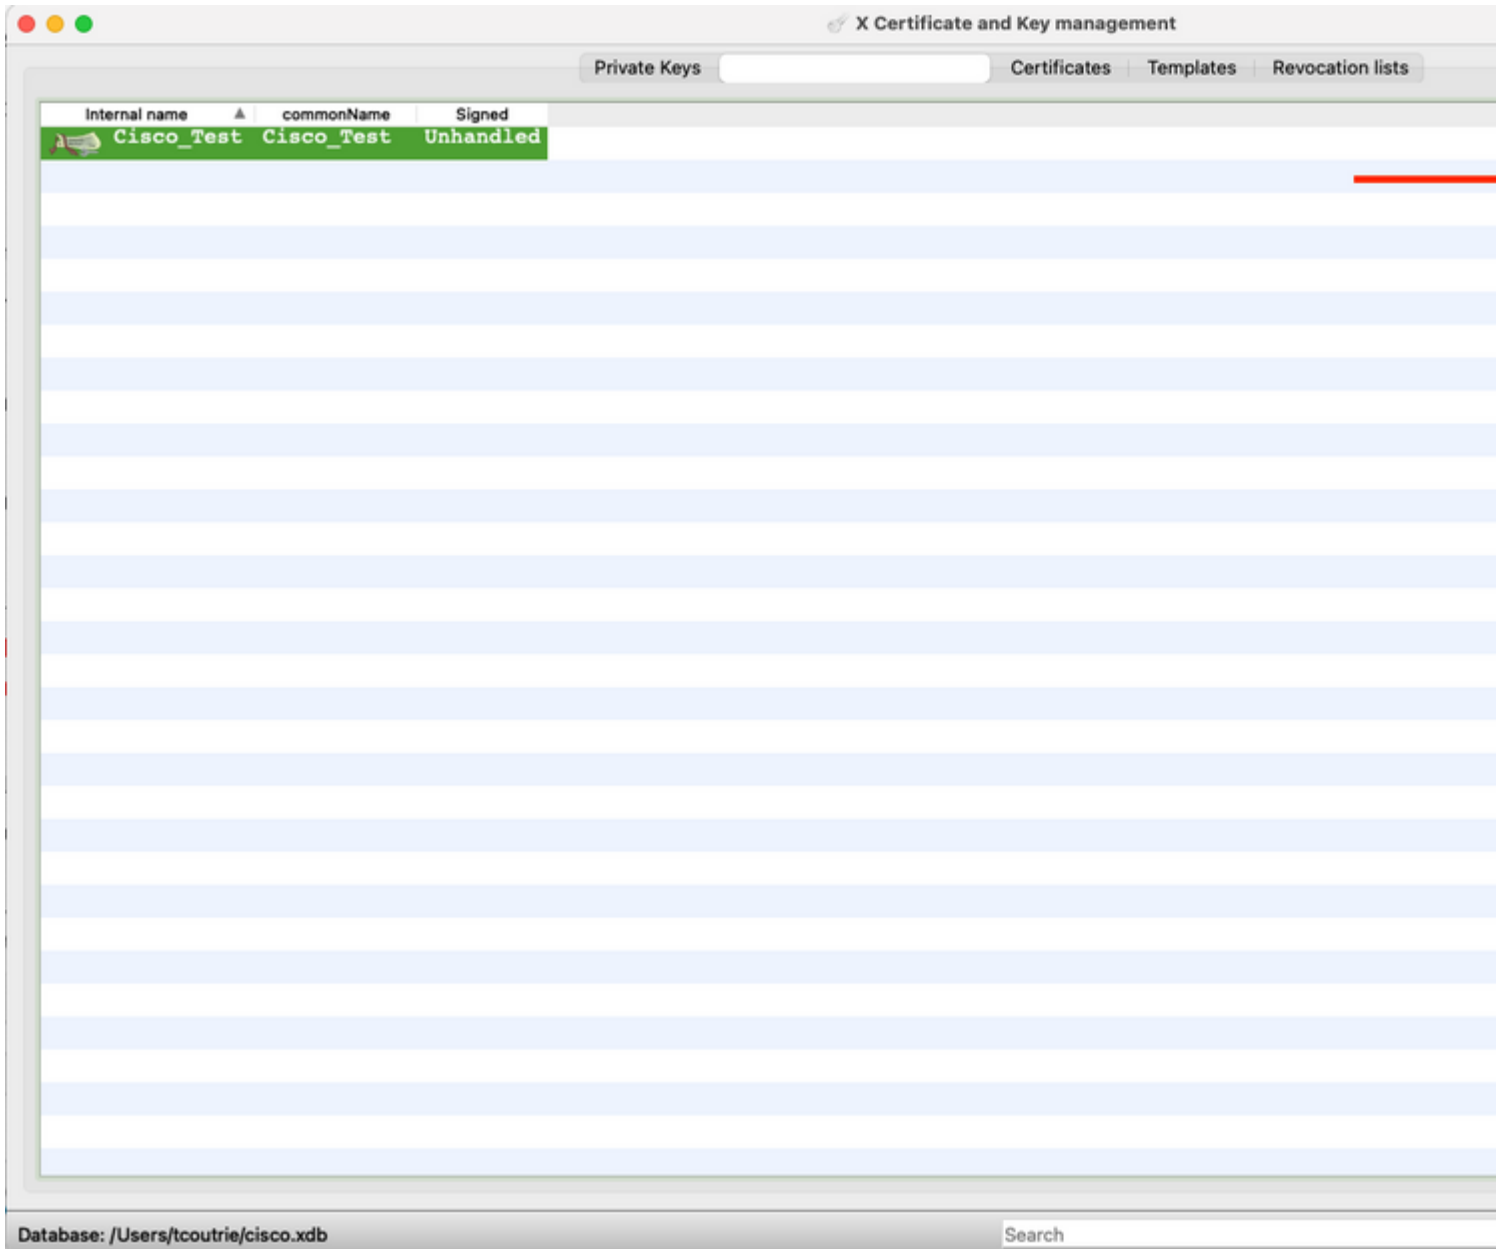 X Certificate and Key management
Private Keys Certificates Templates Revocation lists
Internal name commonName Signed
Cisco_Test Cisco_Test Unhandled
Database: /Users/tcoutrie/cisco.xdb Search